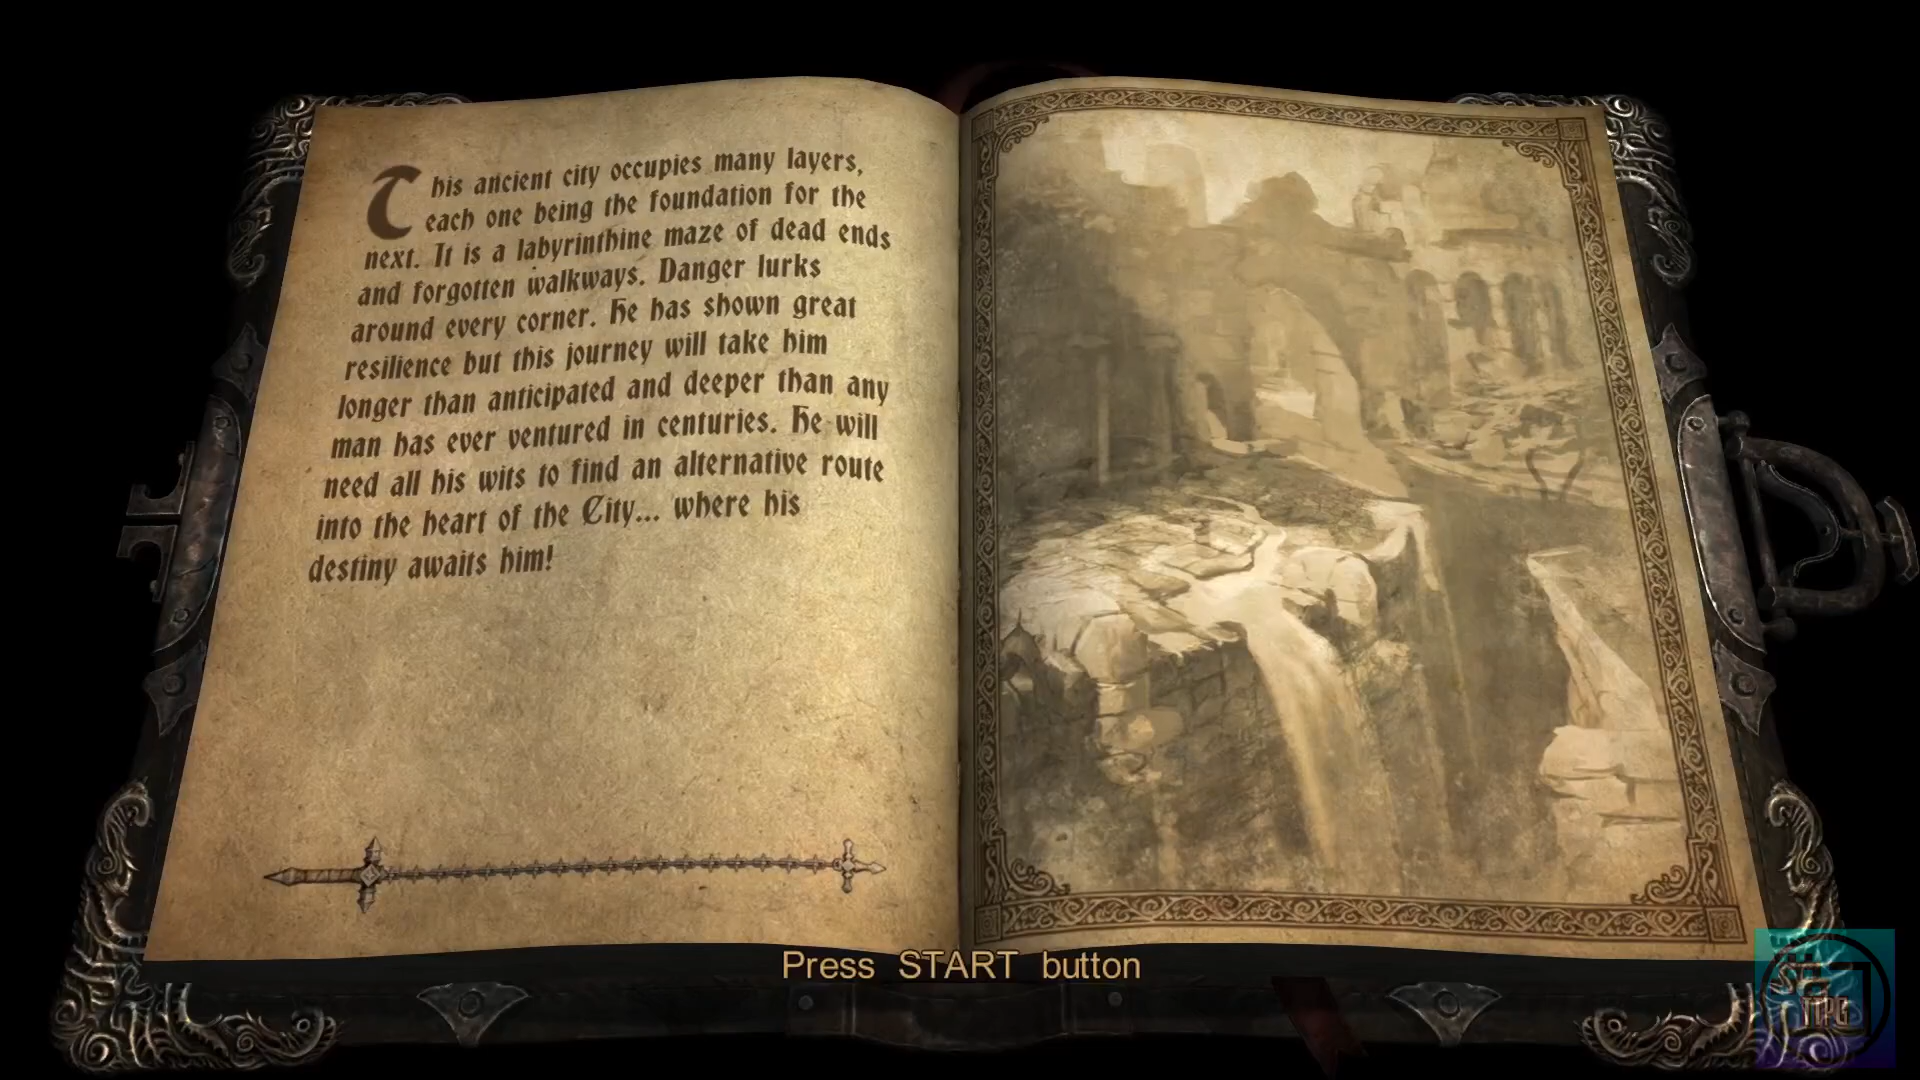 This ancient city occupies many layers,
each one being the foundation for the
next. It is a labyrinthine maze of dead ends
and forgotten walkways. Danger lurks
around every corner. He has shown great
resilience but this journey will take him
longer than anticipated and deeper than any
man has ever ventured in centuries. He will
need all his wits to find an alternative route
into the heart of the City... where his
destiny awaits him!
Press START button
TTPG